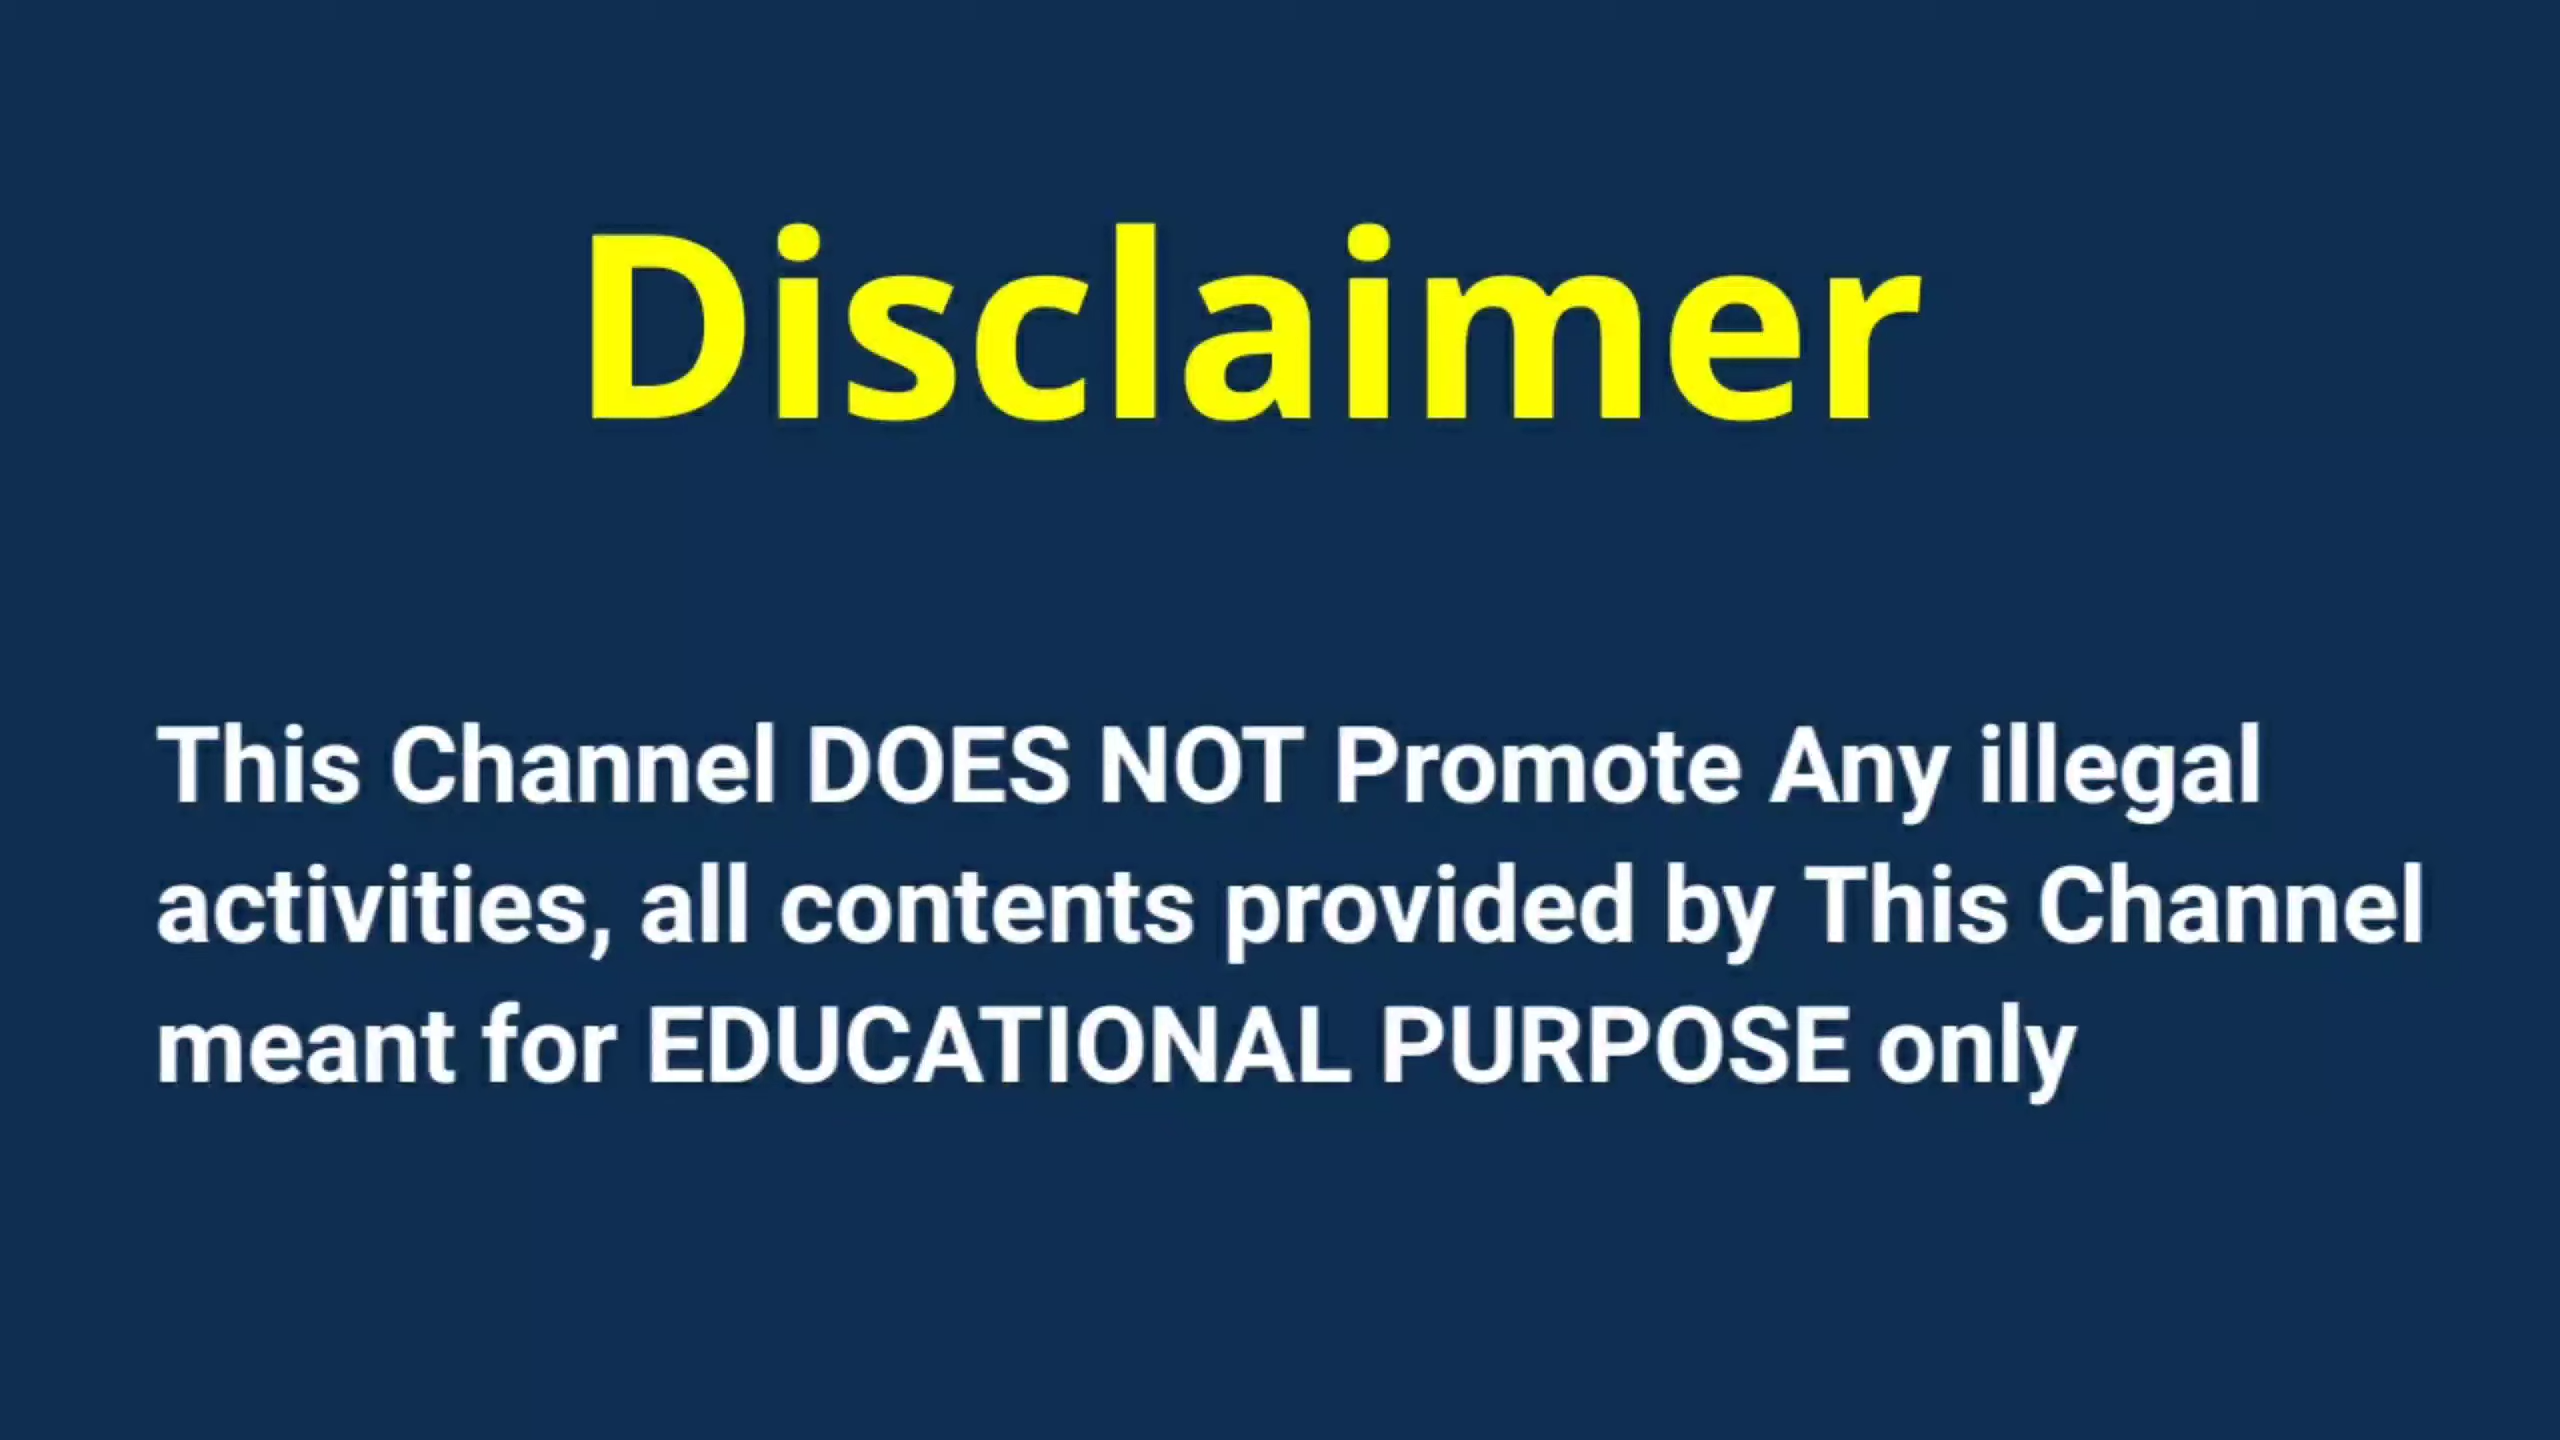 Disclaimer
This Channel DOES NOT Promote Any illegal
activities, all contents provided by This Channel
meant for EDUCATIONAL PURPOSE only